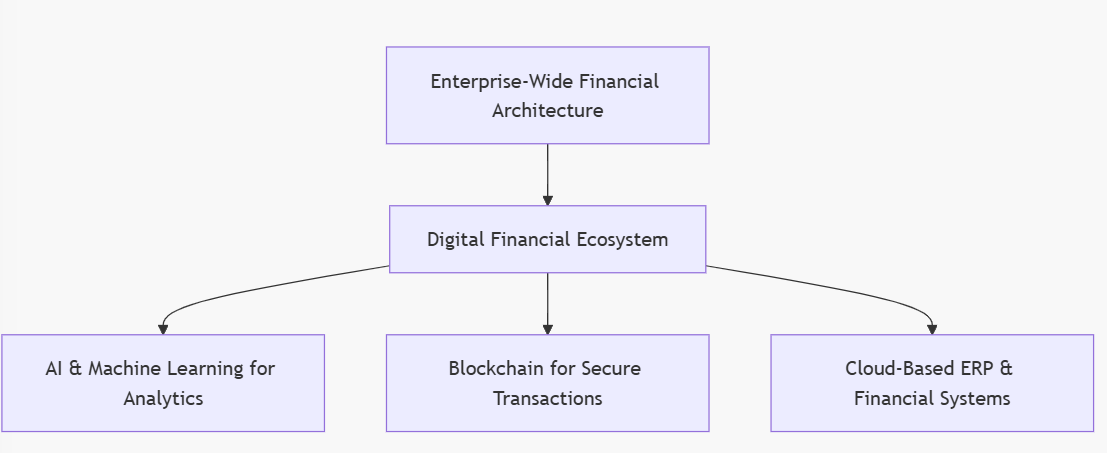 Enterprise-Wide Financial
Architecture
Digital Financial Ecosystem
AI & Machine Learning for
Analytics
Blockchain for Secure
Transactions
Cloud-Based ERP &
Financial Systems